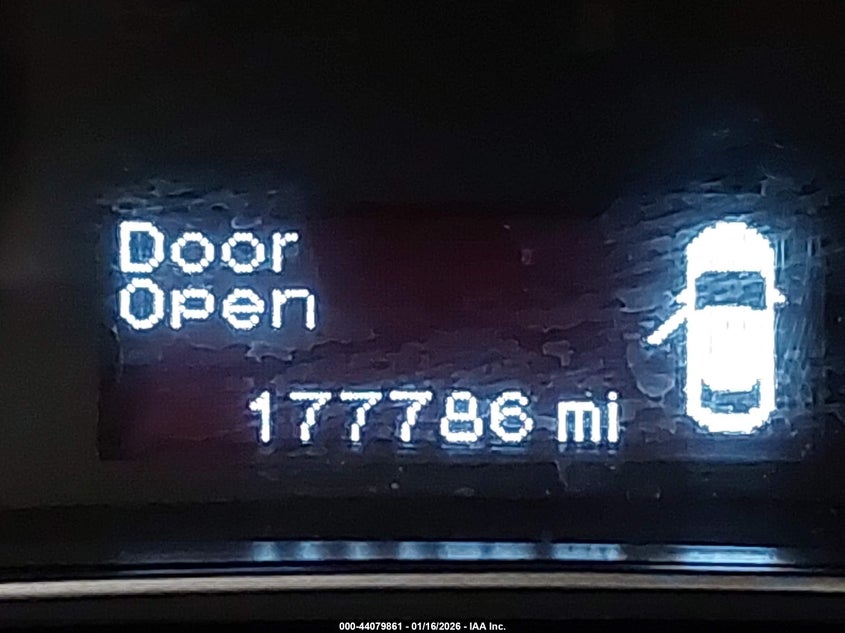 Door
Open
177786 mi
000-44079861 - 01/16/2026 - IAA Inc.